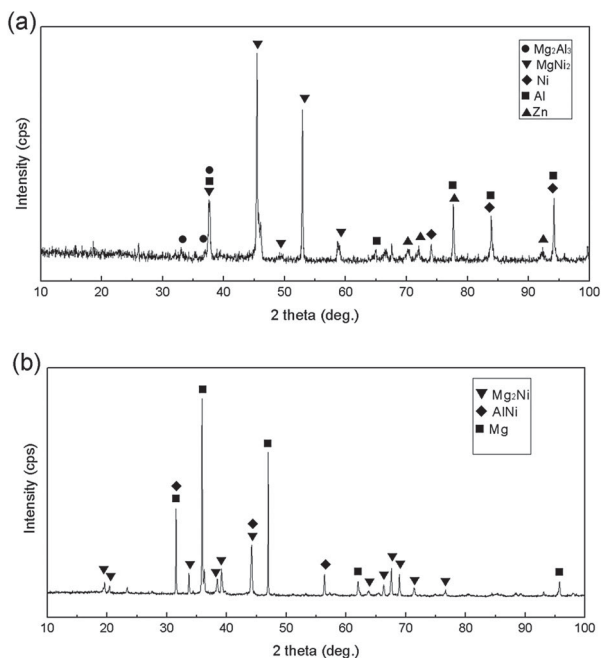 (a)
Mg₂Al₃
MgNi₂
Ni
Al
Zn
Intensity (cps)
10 20 30 40 50 60 70 80 90 100
2 theta (deg.)
(b)
Mg₂Ni
AlNi
Mg
Intensity (cps)
10 20 30 40 50 60 70 80 90 100
2 theta (deg.)